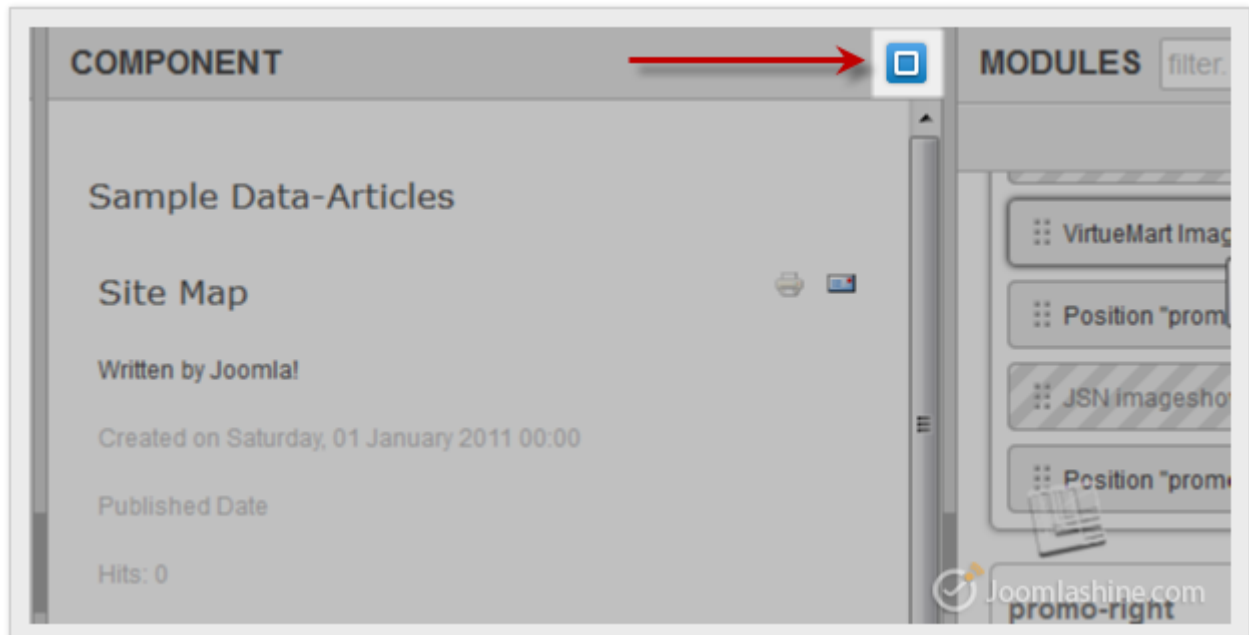 COMPONENT
MODULES
filter.
Sample Data-Articles
Site Map
Written by Joomla!
Created on Saturday, 01 January 2011 00:00
Published Date
Hits: 0
VirtueMart Imag
Position "prom
JSN imagesho
Position "prom
promo-right
Joomlashine.com